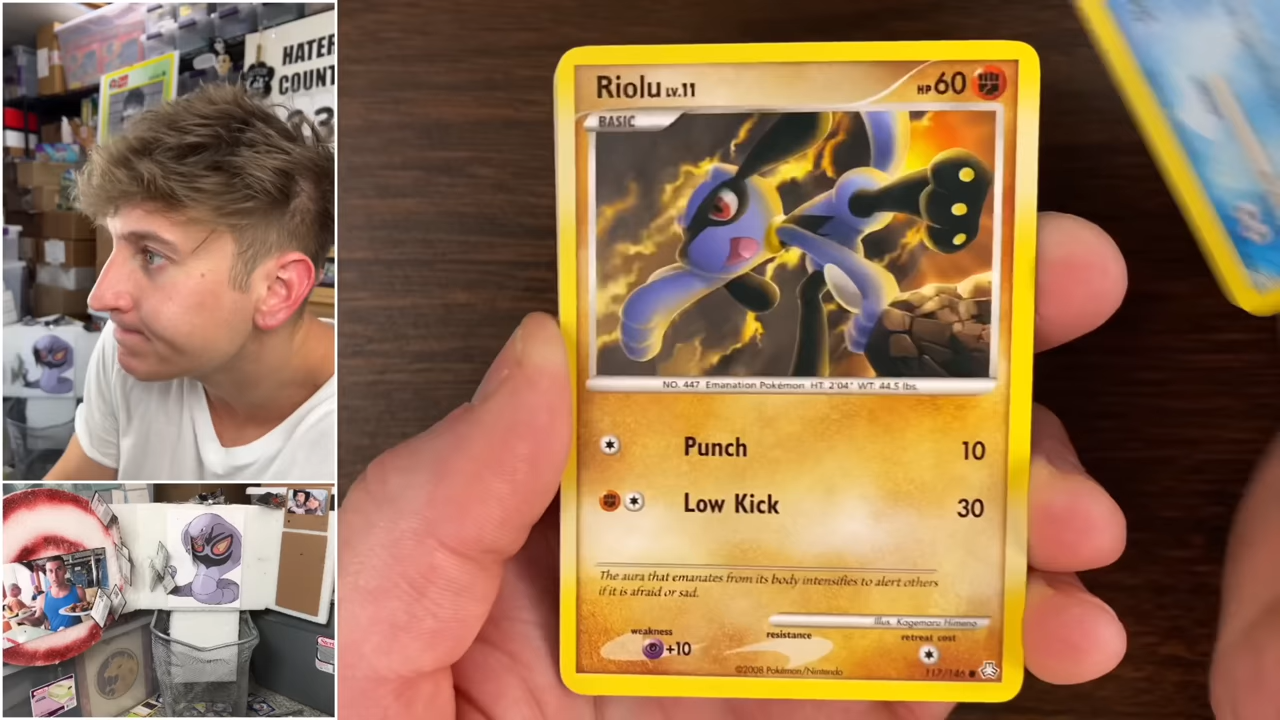 HATER
COUNT
Riolu LV.11
HP 60
BASIC
NO. 447 Emanation Pokémon HT: 2'04" WT: 44.5 lbs.
Punch 10
Low Kick 30
The aura that emanates from its body intensifies to alert others
if it is afraid or sad.
Illus. Kagemaru Himeno
weakness resistance retreat cost
+10
©2008 Pokémon/Nintendo
117/146